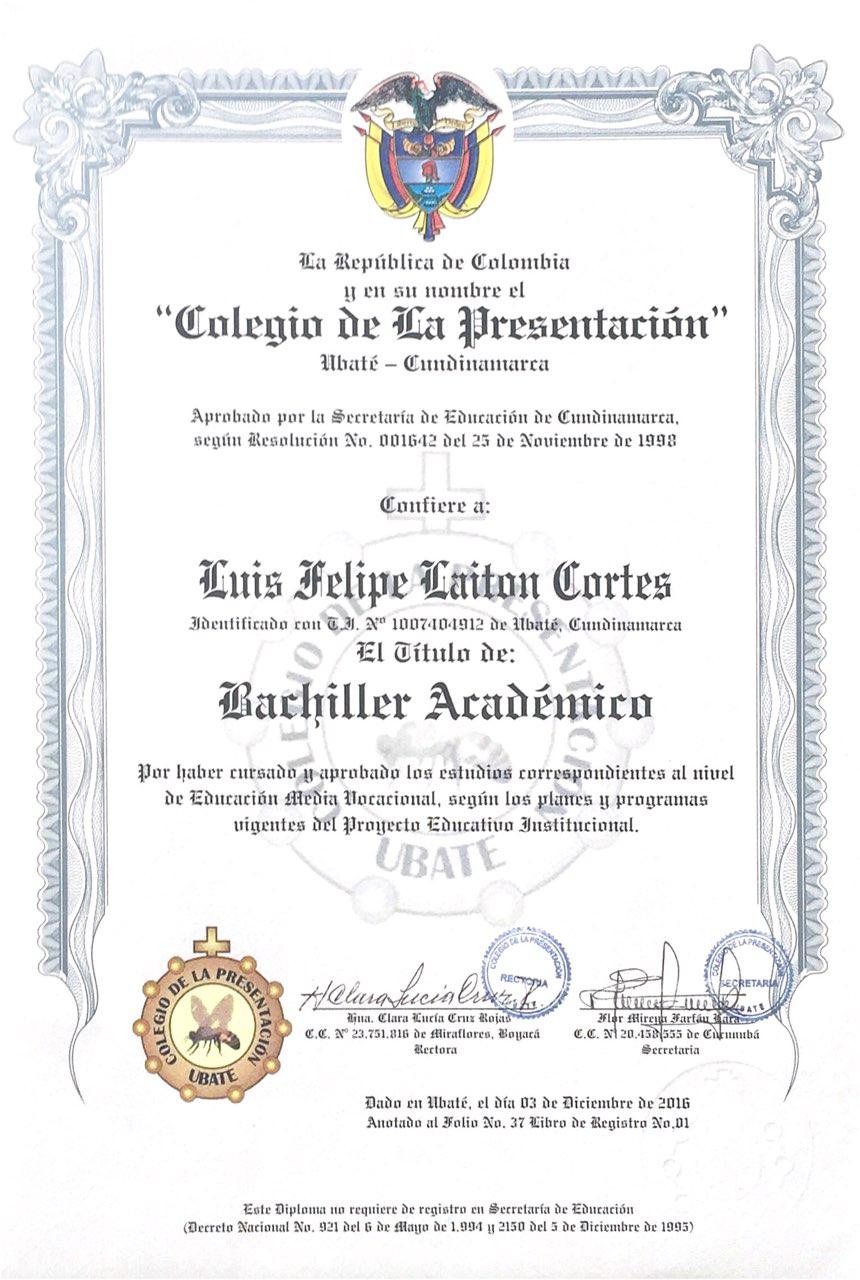 La República de Colombia
y en su nombre el
“Colegio de La Presentación”
Ubaté – Cundinamarca
Aprobado por la Secretaría de Educación de Cundinamarca,
según Resolución No. 001642 del 25 de Noviembre de 1998
Confiere a:
Luis Felipe Laiton Cortes
Identificado con T.I. Nº 1007404912 de Ubaté, Cundinamarca
El Título de:
Bachiller Académico
Por haber cursado y aprobado los estudios correspondientes al nivel
de Educación Media Vocacional, según los planes y programas
vigentes del Proyecto Educativo Institucional.
COLEGIO DE LA PRESENTACIÓN
UBATE
COLEGIO DE LA PRESENTACIÓN
UBATE
H Clara Lucía Cruz
COLEGIO DE LA PRESENTACIÓN
RECTORIA
COLEGIO DE LA PRESENTACIÓN
SECRETARIA
UBATE
Hna. Clara Lucía Cruz Rojas
C.C. Nº 23.751.816 de Miraflores, Boyacá
Rectora
Flor Mireya Farfán Lara
C.C. Nº 20.458.555 de Cucunubá
Secretaria
Dado en Ubaté, el día 03 de Diciembre de 2016
Anotado al Folio No. 37 Libro de Registro No.01
Este Diploma no requiere de registro en Secretaría de Educación
(Decreto Nacional No. 921 del 6 de Mayo de 1.994 y 2150 del 5 de Diciembre de 1995)